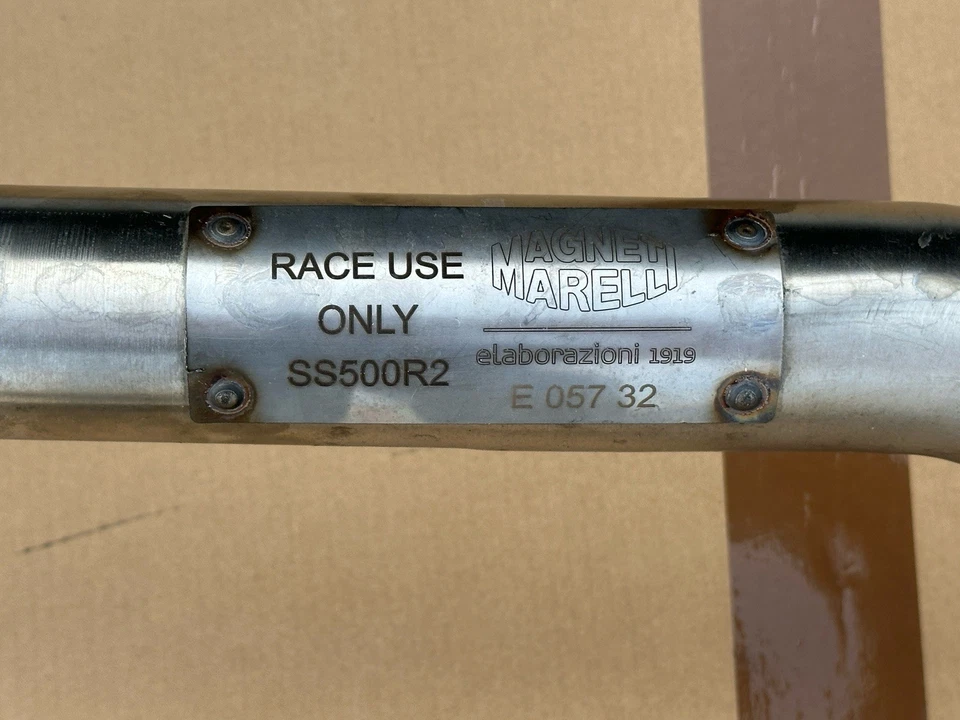 RACE USE
ONLY
SS500R2
MAGNETI
MARELLI
elaborazioni 1919
E 057 32